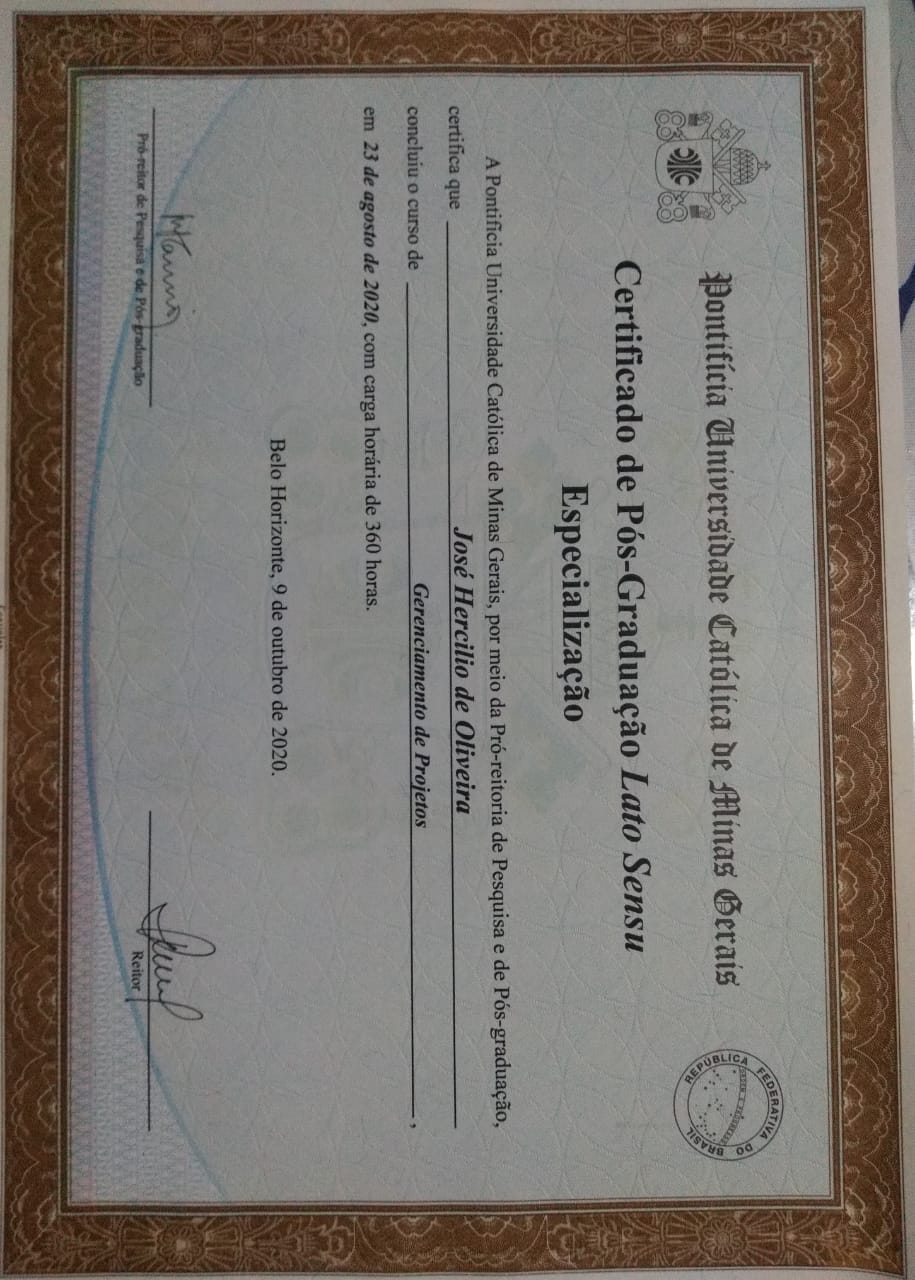 Pontifícia Universidade Católica de Minas Gerais
REPÚBLICA FEDERATIVA DO BRASIL
Certificado de Pós-Graduação Lato Sensu
Especialização
A Pontifícia Universidade Católica de Minas Gerais, por meio da Pró-reitoria de Pesquisa e de Pós-graduação,
certifica que José Hercilio de Oliveira
concluiu o curso de Gerenciamento de Projetos,
em 23 de agosto de 2020, com carga horária de 360 horas.
Belo Horizonte, 9 de outubro de 2020.
Pró-reitor de Pesquisa e de Pós-graduação
Reitor